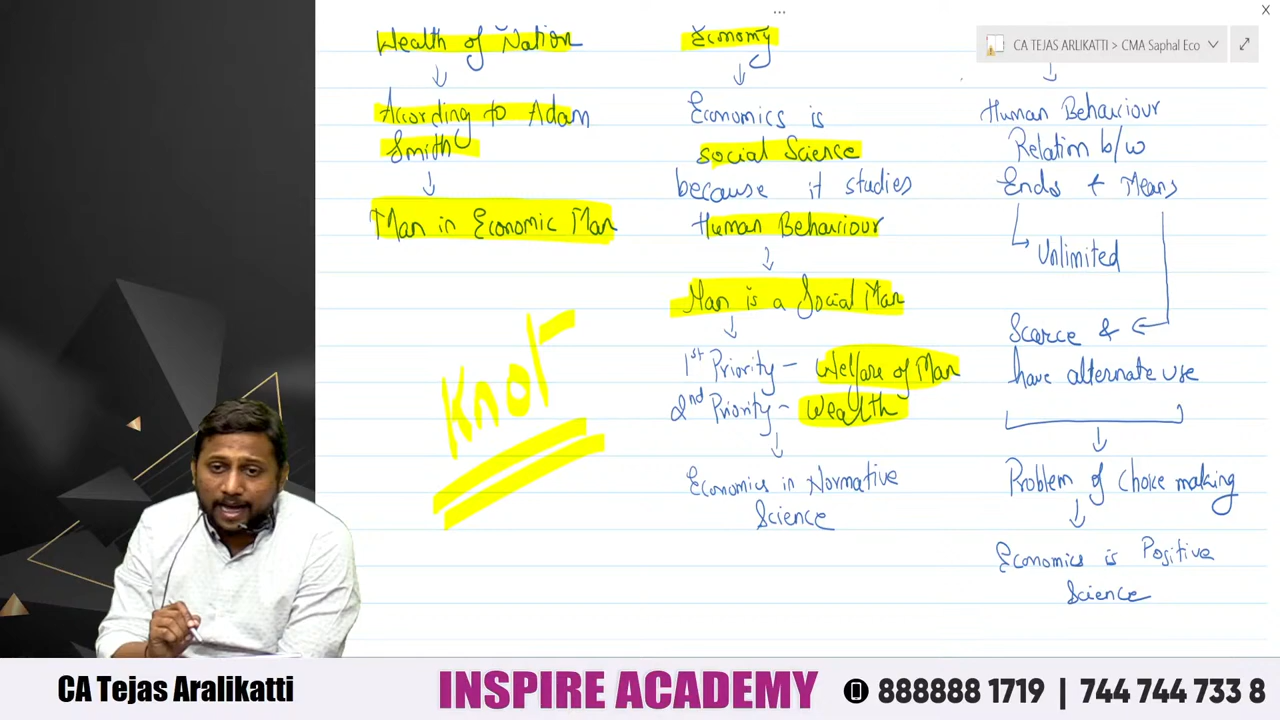 CA TEJAS ARLIKATTI > CMA Sapnal Eco
Wealth of Nation
According to Adam
Smith
Man in Economic Man
Knot
Economy
Economics is
social Science
because it studies
Human Behaviour
Man is a Social Man
1st Priority - Welfare of Man
2nd Priority - Wealth
Economics in Normative
Science
Human Behaviour
Relation b/w
Ends + Means
Unlimited
Scarce &
have alternate use
Problem of Choice making
Economics is Positive
Science
CA Tejas Aralikatti
INSPIRE ACADEMY
888888 1719 | 744 744 733 8